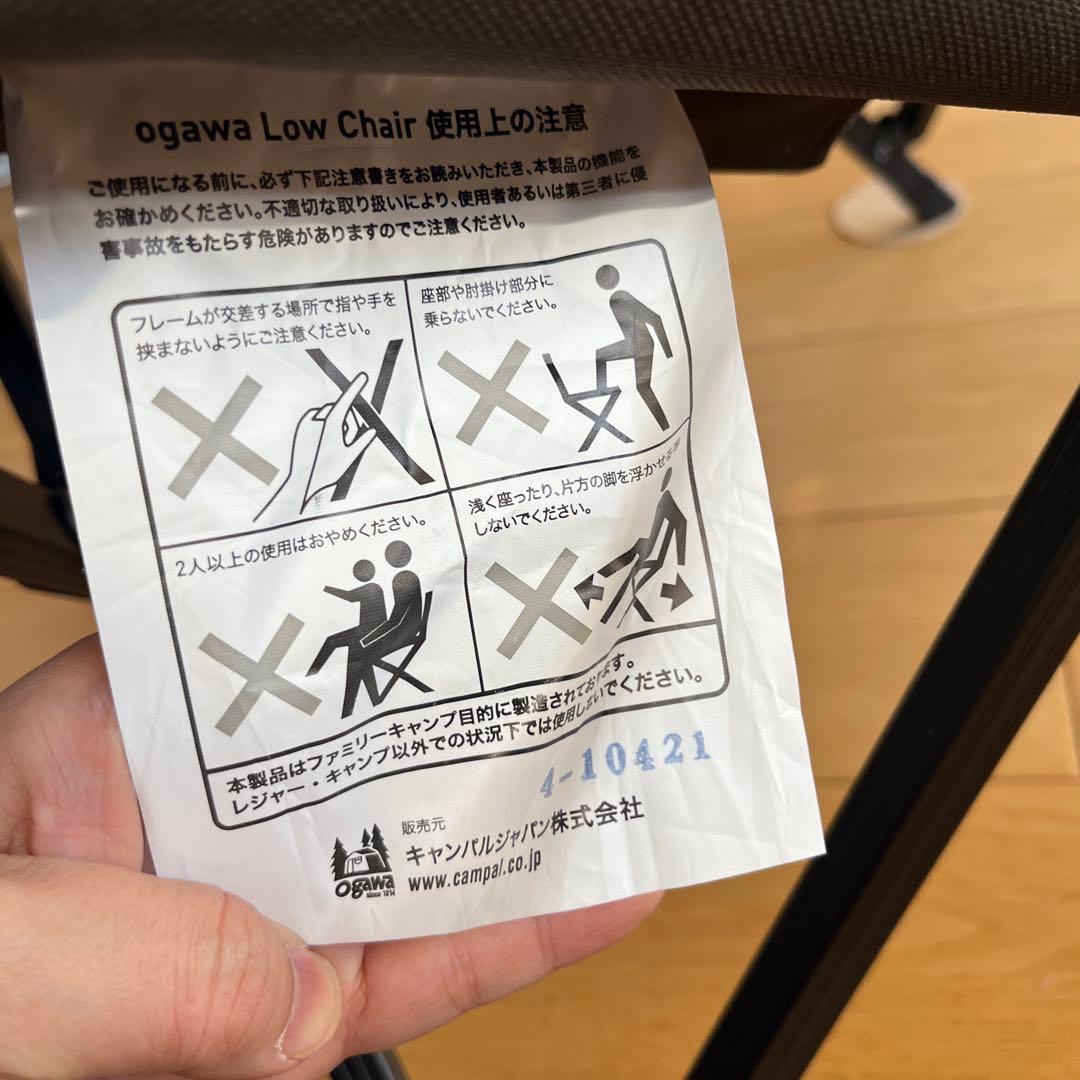 ogawa Low Chair 使用上の注意
ご使用になる前に、必ず下記注意書きをお読みいただき、本製品の機能を
お確かめください。不適切な取り扱いにより、使用者あるいは第三者に侵
害事故をもたらす危険がありますのでご注意ください。
フレームが交差する場所で指や手を
挟まないようにご注意ください。
座部や肘掛け部分に
乗らないでください。
2人以上の使用はおやめください。
浅く座ったり、片方の脚を浮かせる
しないでください。
本製品はファミリーキャンプ目的に製造されております。
レジャー・キャンプ以外での状況下では使用しないでください。
4-10421
販売元
キャンパルジャパン株式会社
www.campal.co.jp
ogawa
since 1914